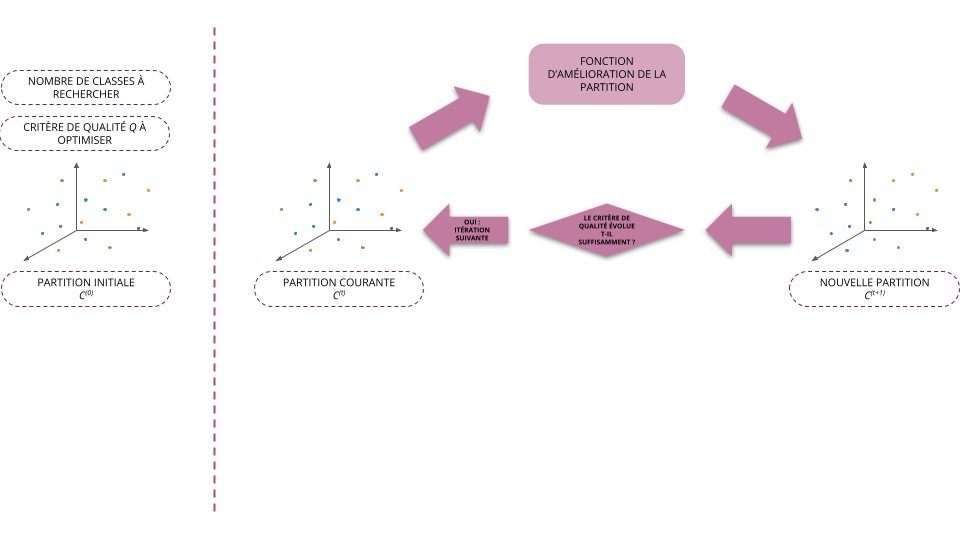 NOMBRE DE CLASSES À
RECHERCHER
CRITÈRE DE QUALITÉ Q À
OPTIMISER
PARTITION INITIALE
C(0)
FONCTION
D'AMÉLIORATION DE LA
PARTITION
OUI :
ITÉRATION
SUIVANTE
LE CRITÈRE DE
QUALITÉ ÉVOLUE
T-IL
SUFFISAMMENT ?
PARTITION COURANTE
C(t)
NOUVELLE PARTITION
C(t+1)